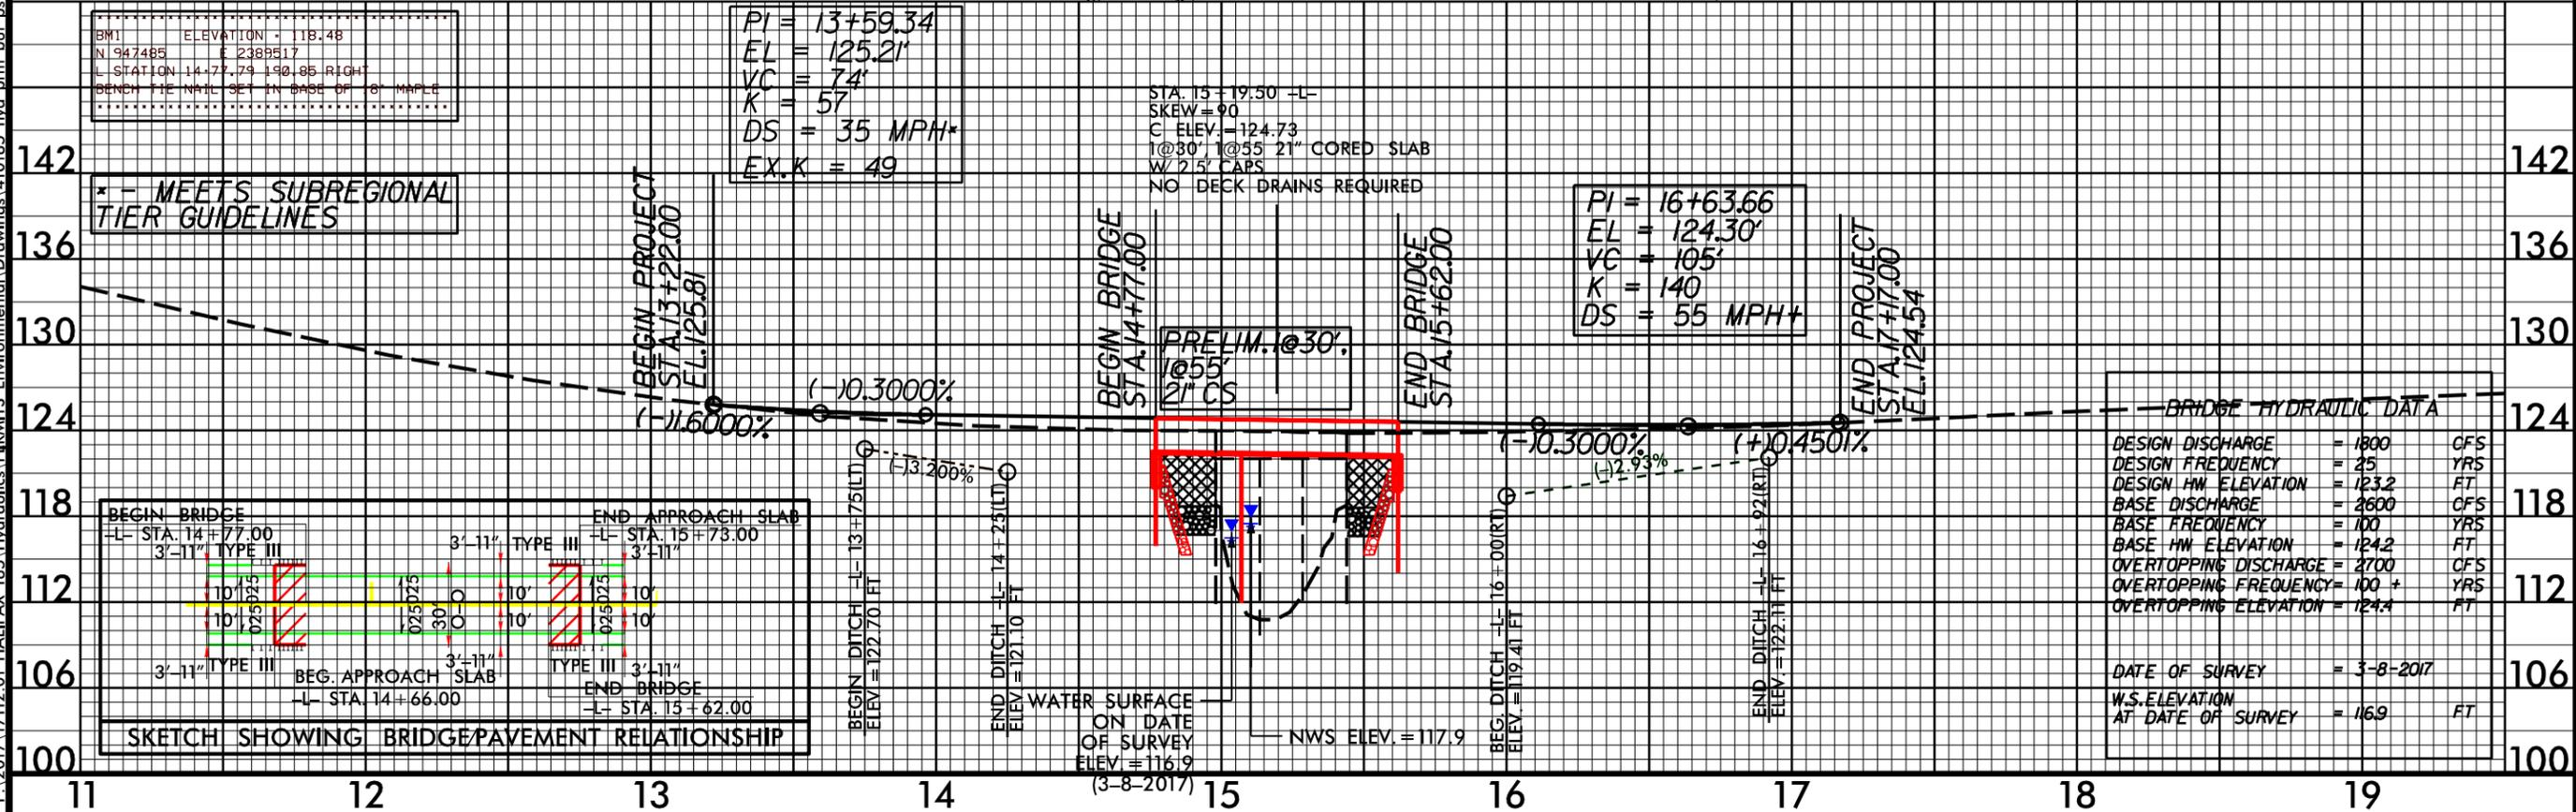 BM1 ELEVATION - 118.48
N 947485 E 2389517
L STATION 14+77.79 190.85 RIGHT
BENCH TIE NAIL SET IN BASE OF 8" MAPLE
* - MEETS SUBREGIONAL
TIER GUIDELINES
PI = 13+59.34
EL = 125.21'
VC = 74'
K = 57
DS = 35 MPH*
EX.K = 49
STA. 15+19.50 -L-
SKEW=90
C ELEV.=124.73
1@30', 1@55 21" CORED SLAB
W/ 2.5' CAPS
NO DECK DRAINS REQUIRED
PI = 16+63.66
EL = 124.30'
VC = 105'
K = 140
DS = 55 MPH+
142
136
130
124
118
112
106
100
142
136
130
124
118
112
106
100
BEGIN PROJECT
STA.13+22.00
EL.125.81
(-)1.6000%
(-)0.3000%
BEGIN BRIDGE
STA.14+77.00
PRELIM. 1@30',
1@55'
21" CS
END BRIDGE
STA.15+62.00
(-)0.3000%
(+)0.4501%
END PROJECT
STA.17+17.00
EL.124.54
(-)3.200%
(-)2.93%
BEGIN DITCH -L- 13+75(LT)
ELEV=122.70 FT
END DITCH -L- 14+25(LT)
ELEV=121.10 FT
BEG. DITCH -L- 16+00(RT)
ELEV.=119.41 FT
END DITCH -L- 16+92(RT)
ELEV.=122.11 FT
WATER SURFACE
ON DATE
OF SURVEY
ELEV.=116.9
(3-8-2017)
NWS ELEV.=117.9
BEGIN BRIDGE
-L- STA. 14+77.00
END APPROACH SLAB
-L- STA. 15+73.00
3'-11" TYPE III
3'-11" TYPE III 3'-11"
10' 10' 10'
.025 .025 .025 .025 .025 .025
30' O-O
10' 10' 10'
3'-11" TYPE III
3'-11"
TYPE III 3'-11"
BEG. APPROACH SLAB
-L- STA. 14+66.00
END BRIDGE
-L- STA. 15+62.00
SKETCH SHOWING BRIDGE/PAVEMENT RELATIONSHIP
BRIDGE HYDRAULIC DATA
DESIGN DISCHARGE = 1800 CFS
DESIGN FREQUENCY = 25 YRS
DESIGN HW ELEVATION = 123.2 FT
BASE DISCHARGE = 2600 CFS
BASE FREQUENCY = 100 YRS
BASE HW ELEVATION = 124.2 FT
OVERTOPPING DISCHARGE = 2700 CFS
OVERTOPPING FREQUENCY= 100 + YRS
OVERTOPPING ELEVATION = 124.4 FT
DATE OF SURVEY = 3-8-2017
W.S.ELEVATION
AT DATE OF SURVEY = 116.9 FT
11 12 13 14 15 16 17 18 19